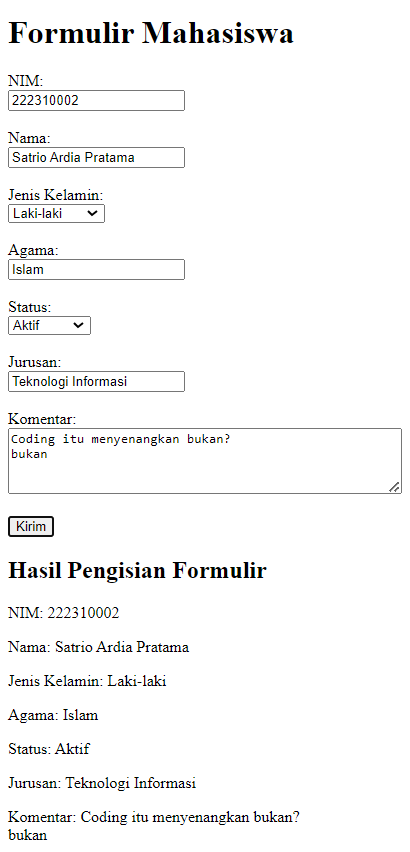 Formulir Mahasiswa
NIM:
222310002
Nama:
Satrio Ardia Pratama
Jenis Kelamin:
Laki-laki
Agama:
Islam
Status:
Aktif
Jurusan:
Teknologi Informasi
Komentar:
Coding itu menyenangkan bukan?
bukan
Kirim
Hasil Pengisian Formulir
NIM: 222310002
Nama: Satrio Ardia Pratama
Jenis Kelamin: Laki-laki
Agama: Islam
Status: Aktif
Jurusan: Teknologi Informasi
Komentar: Coding itu menyenangkan bukan?
bukan